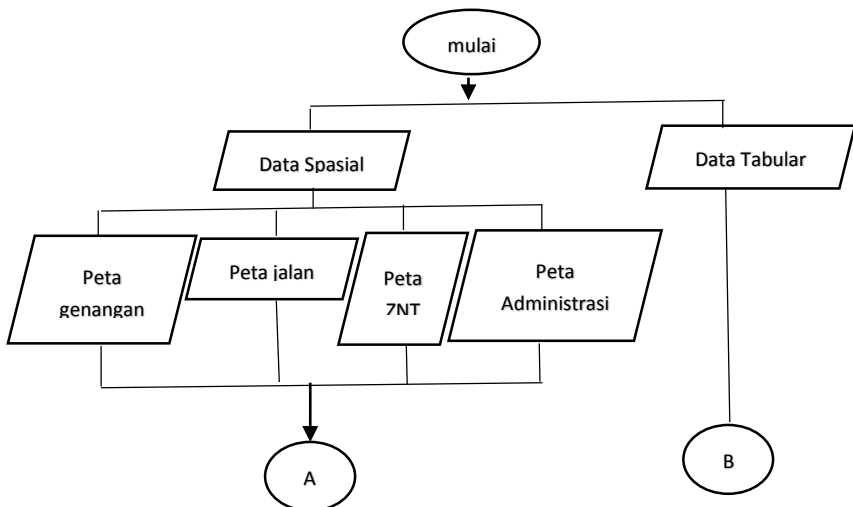 mulai
Data Spasial
Data Tabular
Peta
genangan
Peta jalan
Peta
ZNT
Peta
Administrasi
A
B